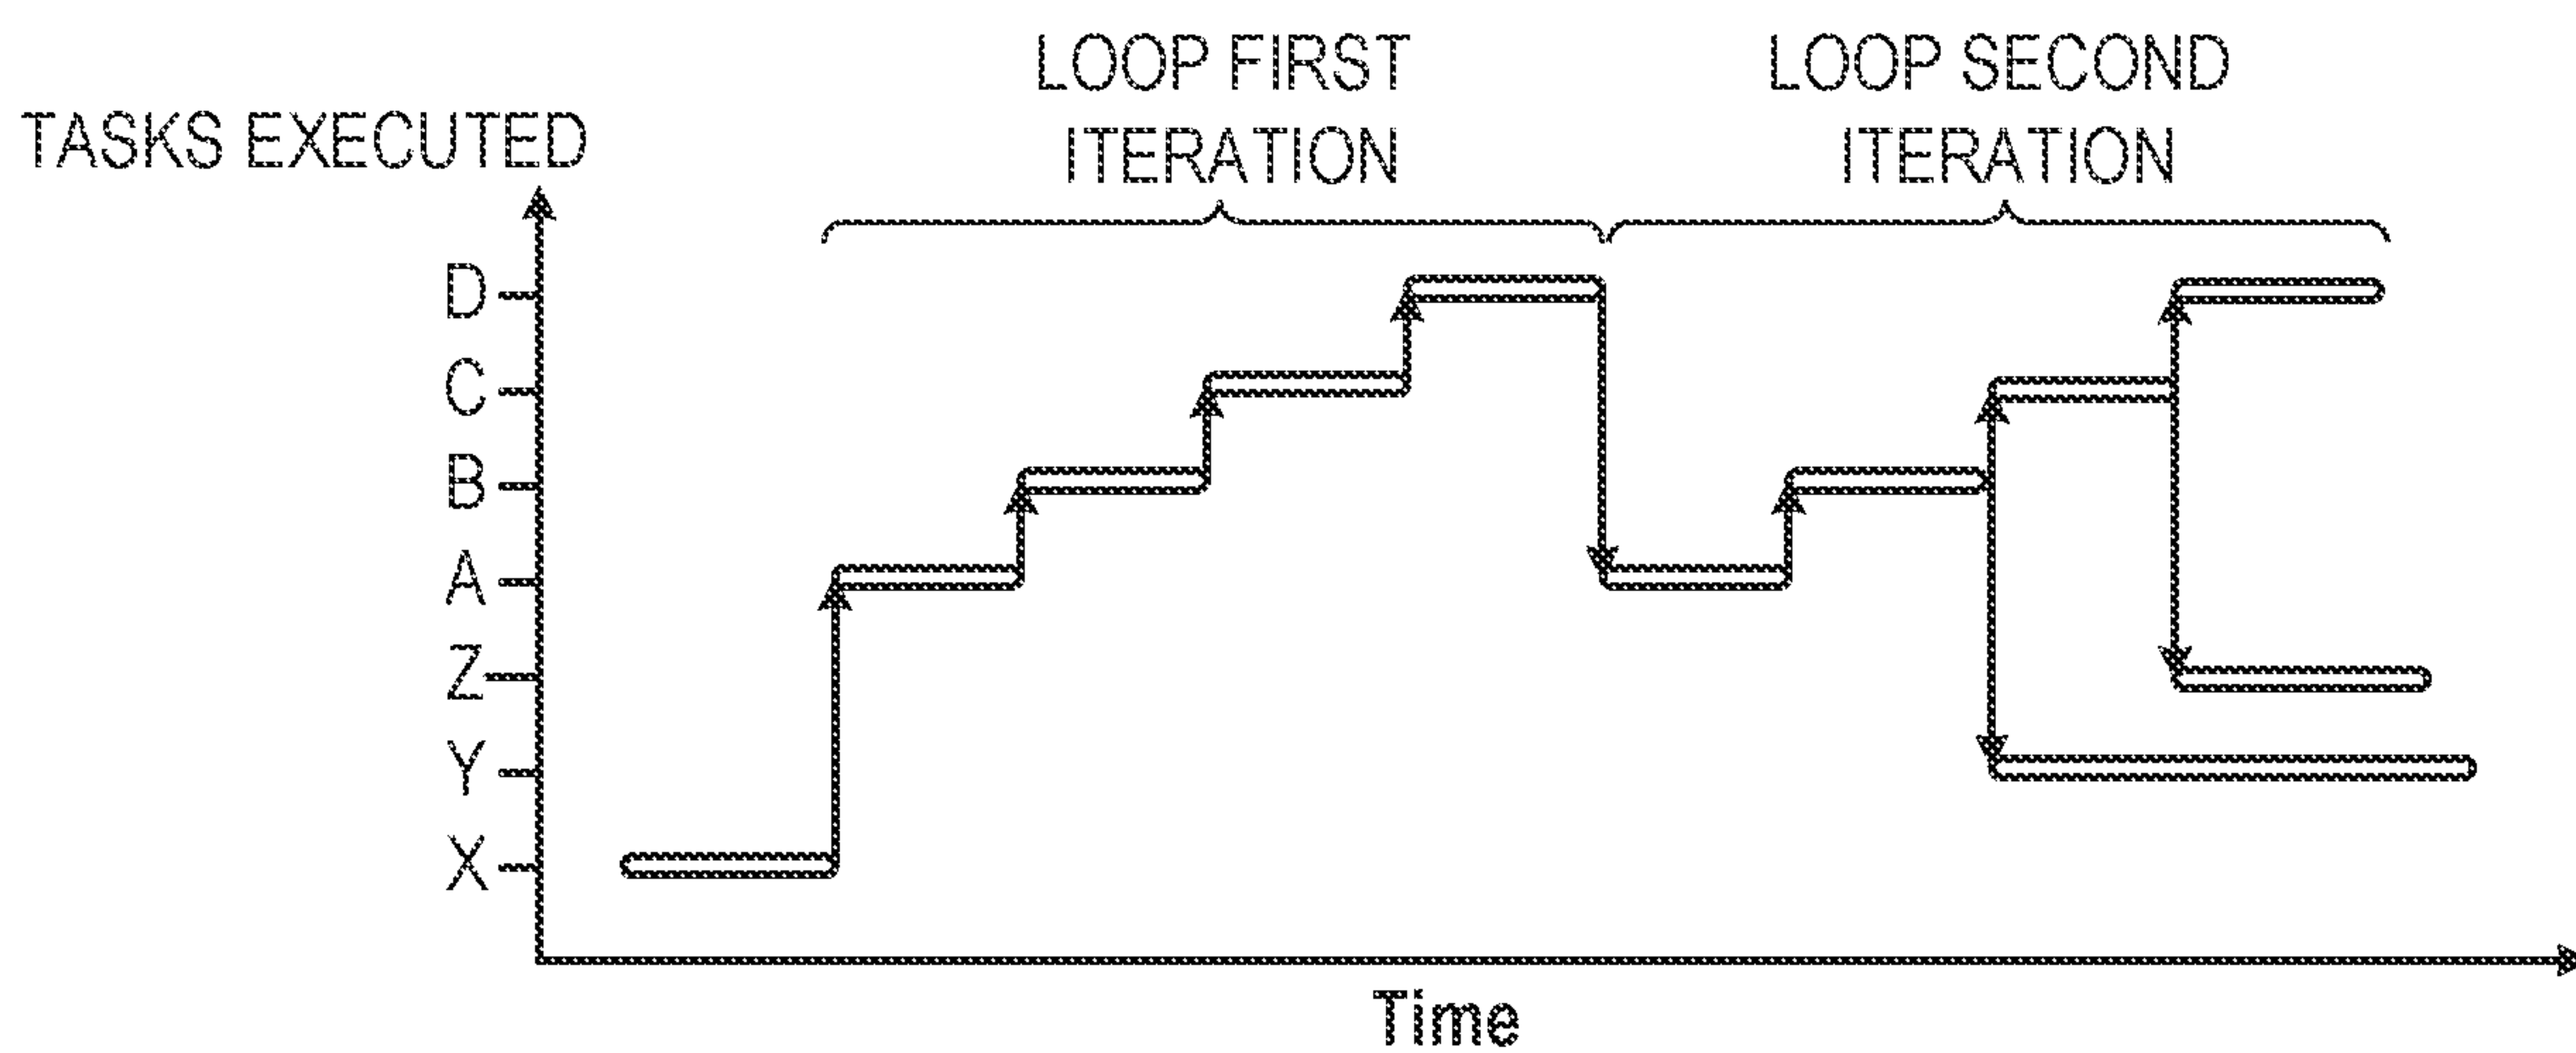 LOOP FIRST
ITERATION
LOOP SECOND
ITERATION
TASKS EXECUTED
D
C
B
A
Z
Y
X
Time